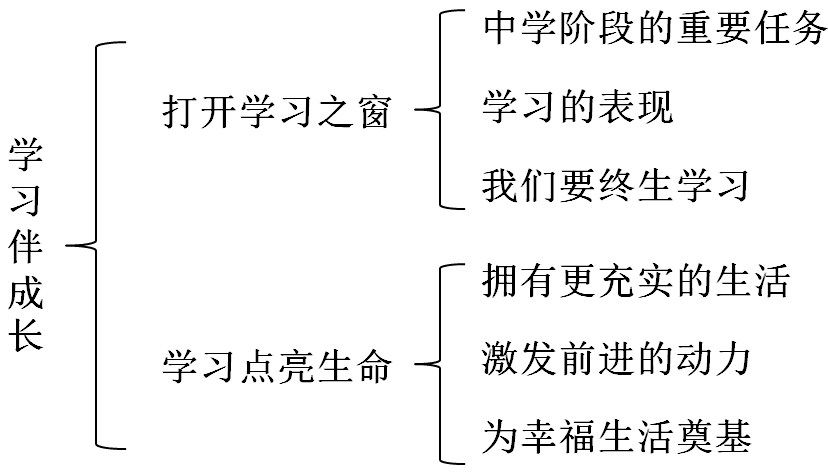 学习伴成长
打开学习之窗
中学阶段的重要任务
学习的表现
我们要终生学习
学习点亮生命
拥有更充实的生活
激发前进的动力
为幸福生活奠基